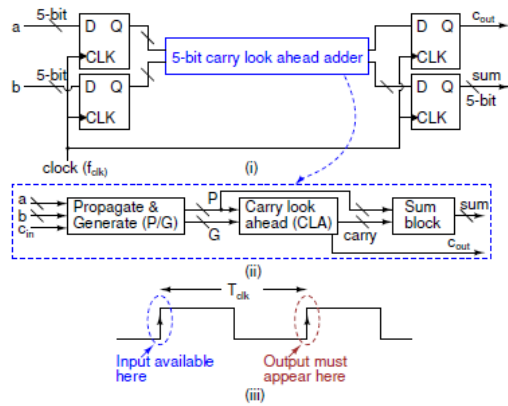 5-bit
a
D Q
CLK
5-bit
b
D Q
CLK
5-bit carry look ahead adder
D Q
CLK
c_out
D Q
CLK
sum
5-bit
clock (f_clk)
(i)
a
b
c_in
Propagate &
Generate (P/G)
P
G
Carry look
ahead (CLA)
carry
Sum
block
sum
c_out
(ii)
T_clk
Input available
here
Output must
appear here
(iii)